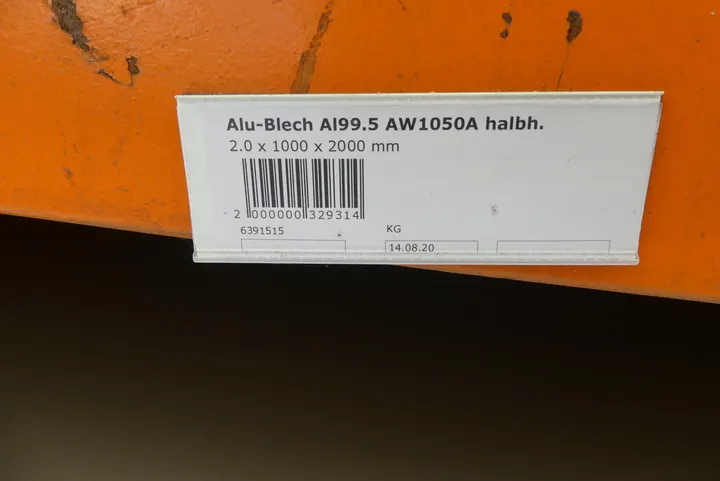 Alu-Blech Al99.5 AW1050A halbh.
2.0 x 1000 x 2000 mm
2 000000 329314
6391515 KG
14.08.20